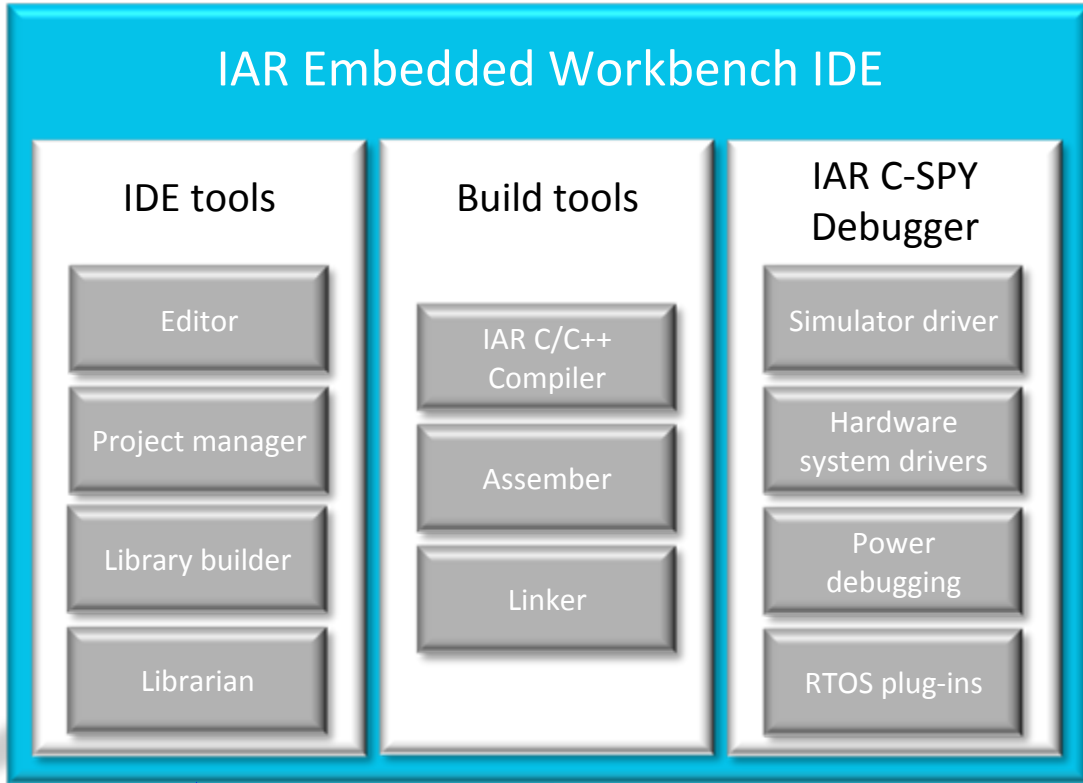 IAR Embedded Workbench IDE
IDE tools
Editor
Project manager
Library builder
Librarian
Build tools
IAR C/C++
Compiler
Assember
Linker
IAR C-SPY
Debugger
Simulator driver
Hardware
system drivers
Power
debugging
RTOS plug-ins